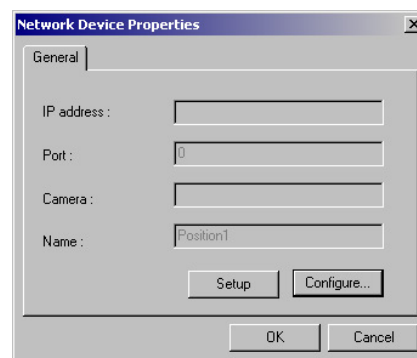 Network Device Properties
General
IP address :
Port :
0
Camera :
Name :
Position1
Setup
Configure...
OK
Cancel